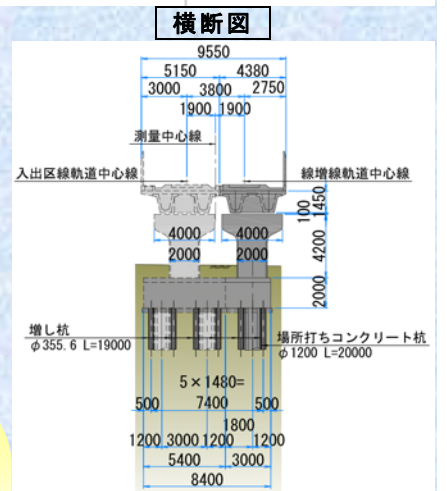 横断図
9550
5150 4380
3000 3800 2750
1900 1900
測量中心線
入出区線軌道中心線 線増線軌道中心線
100 1450
4000 4000
4200
2000 2000
2000
増し杭
φ355.6 L=19000
場所打ちコンクリート杭
φ1200 L=20000
5×1480=
500 7400 500
1800
1200 3000 1200 1200
5400 3000
8400